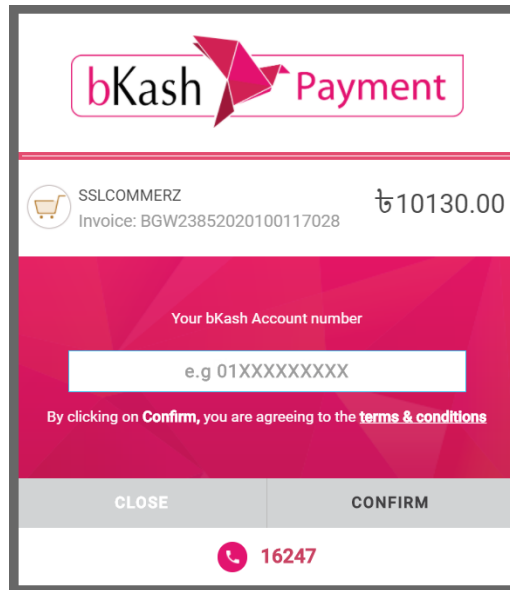 bKash Payment
SSLCOMMERZ
৳10130.00
Invoice: BGW23852020100117028
Your bKash Account number
e.g 01XXXXXXXXX
By clicking on Confirm, you are agreeing to the terms & conditions
CLOSE
CONFIRM
16247